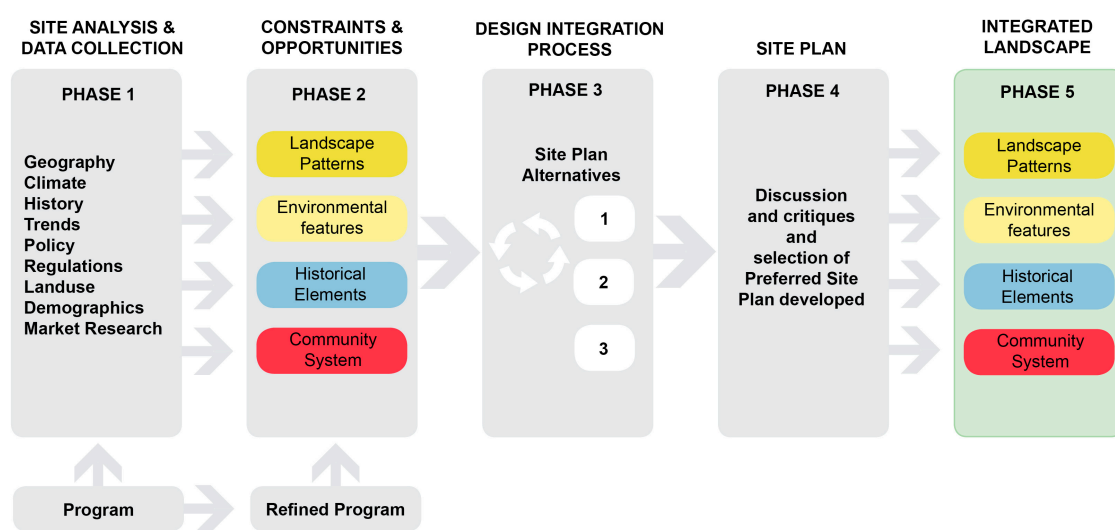 SITE ANALYSIS &
DATA COLLECTION
PHASE 1
Geography
Climate
History
Trends
Policy
Regulations
Landuse
Demographics
Market Research
Program
CONSTRAINTS &
OPPORTUNITIES
PHASE 2
Landscape
Patterns
Environmental
features
Historical
Elements
Community
System
Refined Program
DESIGN INTEGRATION
PROCESS
PHASE 3
Site Plan
Alternatives
1
2
3
SITE PLAN
PHASE 4
Discussion
and critiques
and
selection of
Preferred Site
Plan developed
INTEGRATED
LANDSCAPE
PHASE 5
Landscape
Patterns
Environmental
features
Historical
Elements
Community
System